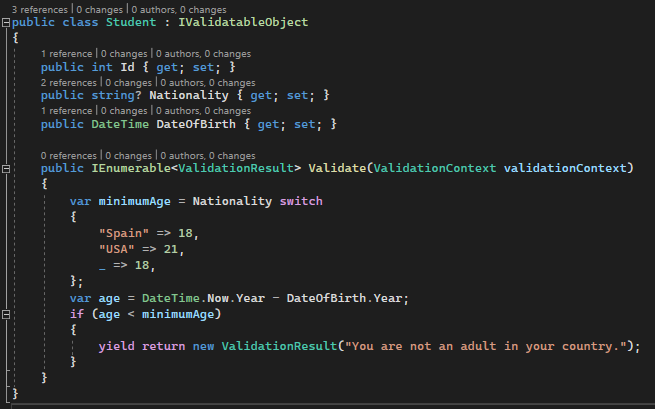 3 references | 0 changes | 0 authors, 0 changes
public class Student : IValidatableObject
{
1 reference | 0 changes | 0 authors, 0 changes
public int Id { get; set; }
2 references | 0 changes | 0 authors, 0 changes
public string? Nationality { get; set; }
1 reference | 0 changes | 0 authors, 0 changes
public DateTime DateOfBirth { get; set; }
0 references | 0 changes | 0 authors, 0 changes
public IEnumerable<ValidationResult> Validate(ValidationContext validationContext)
{
var minimumAge = Nationality switch
{
"Spain" => 18,
"USA" => 21,
_ => 18,
};
var age = DateTime.Now.Year - DateOfBirth.Year;
if (age < minimumAge)
{
yield return new ValidationResult("You are not an adult in your country.");
}
}
}